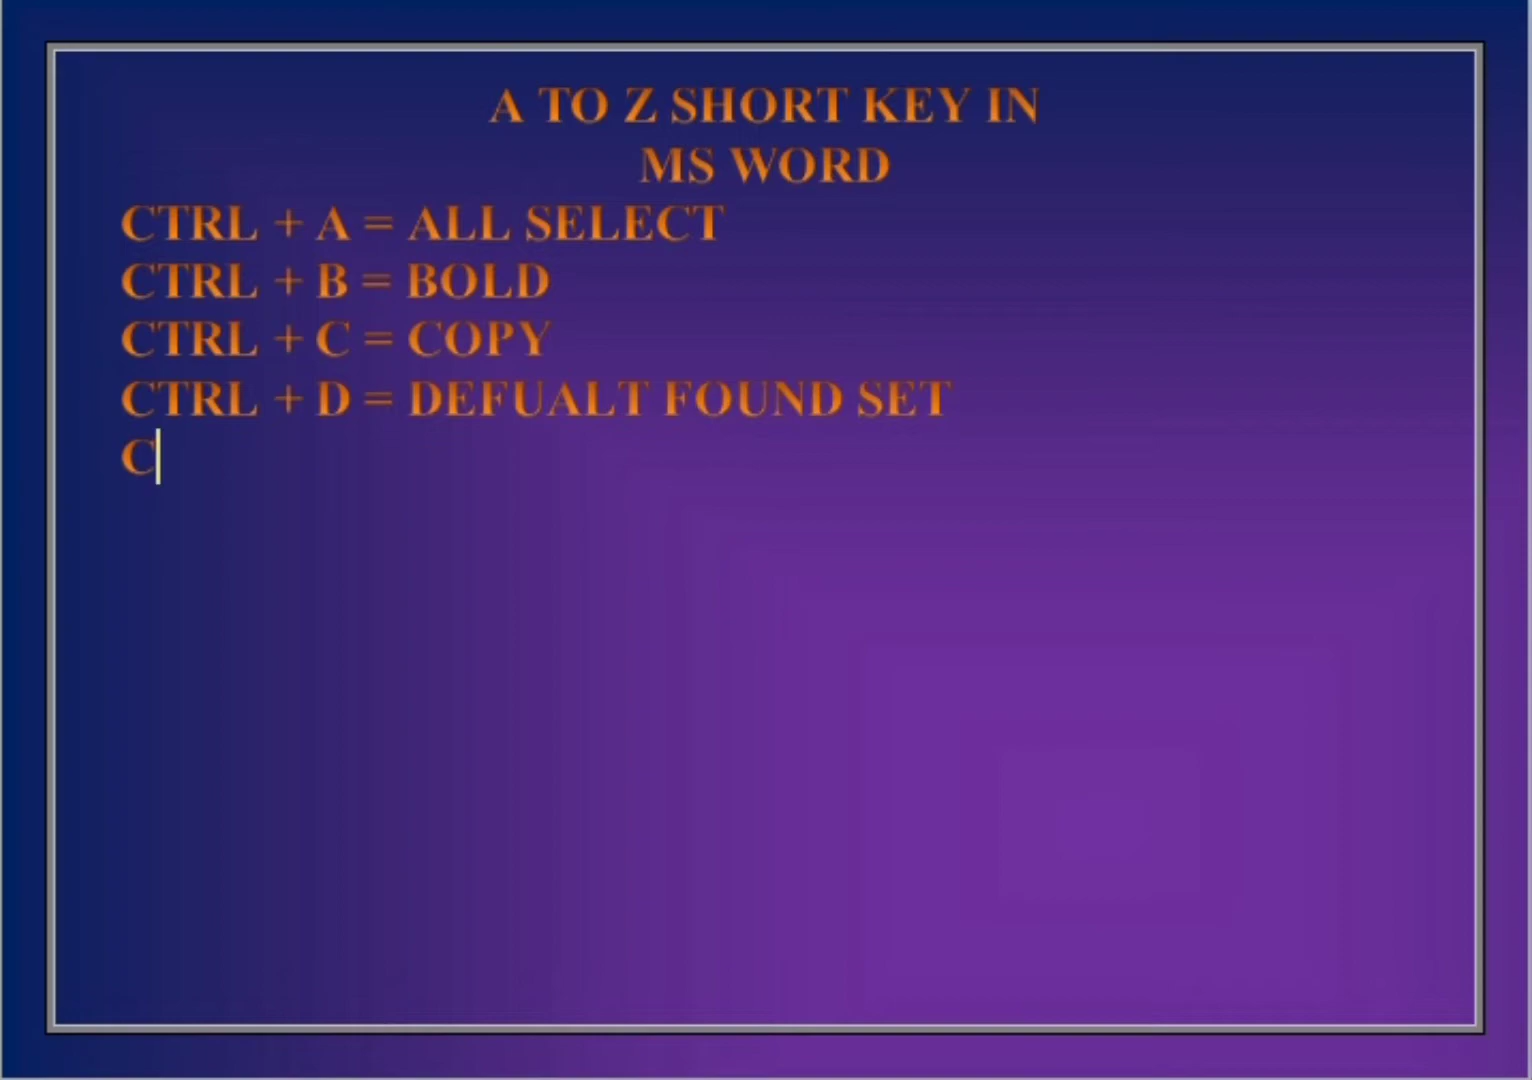 A TO Z SHORT KEY IN
MS WORD
CTRL + A = ALL SELECT
CTRL + B = BOLD
CTRL + C = COPY
CTRL + D = DEFUALT FOUND SET
C